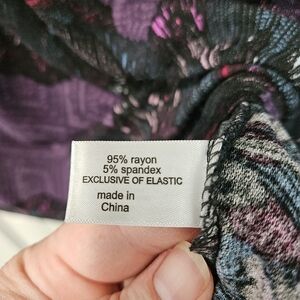 95% rayon
5% spandex
EXCLUSIVE OF ELASTIC
made in
China